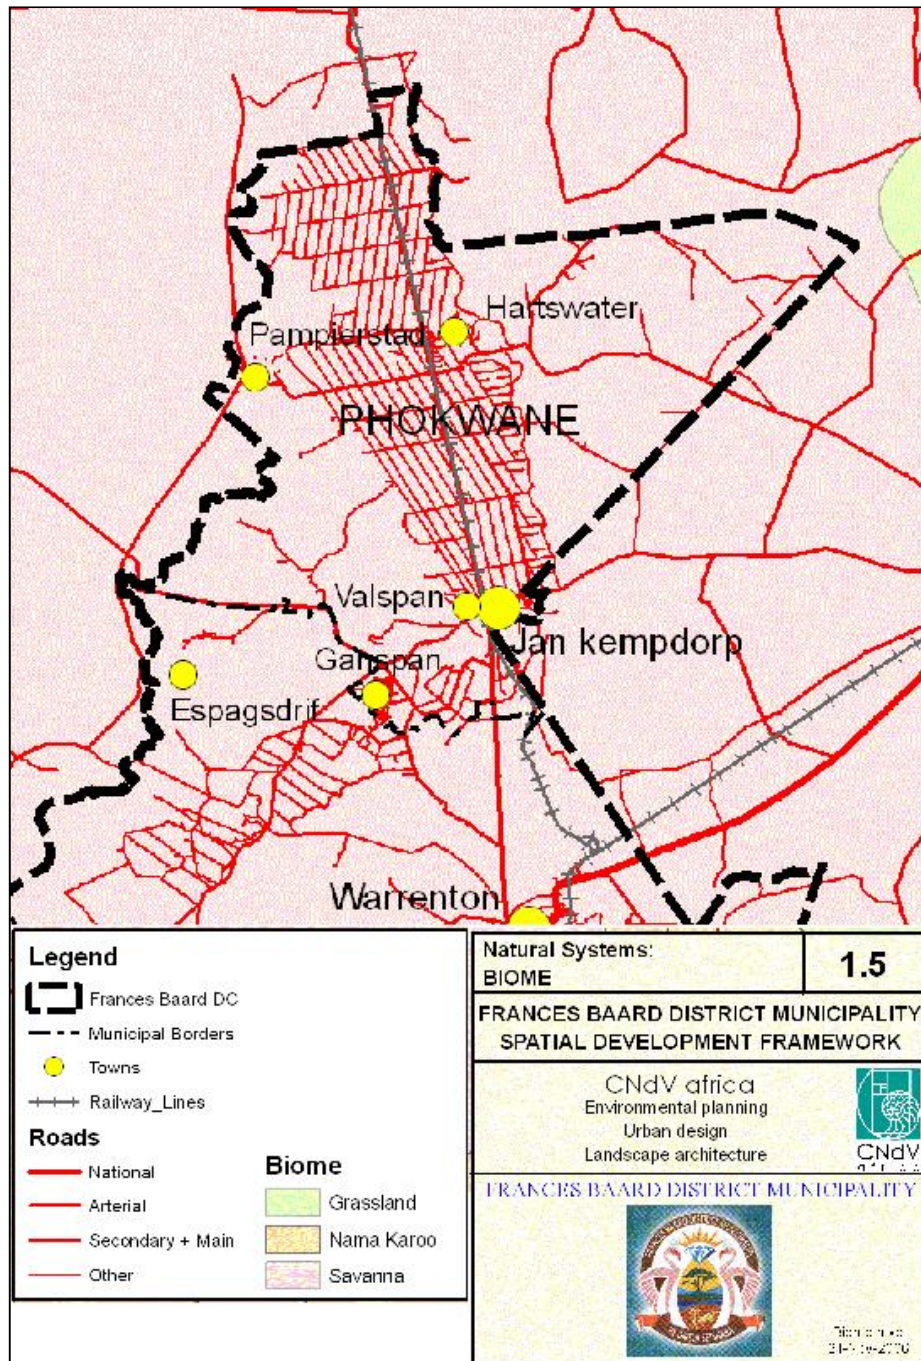 Hartswater
Pampierstad
PHOKWANE
Valspan
Jan kempdorp
Ganspan
Espagsdrif
Warrenton
Legend
Frances Baard DC
Municipal Borders
Towns
Railway_Lines
Roads
National
Arterial
Secondary + Main
Other
Biome
Grassland
Nama Karoo
Savanna
Natural Systems:
BIOME
1.5
FRANCES BAARD DISTRICT MUNICIPALITY
SPATIAL DEVELOPMENT FRAMEWORK
CNdV africa
Environmental planning
Urban design
Landscape architecture
CNdV
FRANCES BAARD DISTRICT MUNICIPALITY